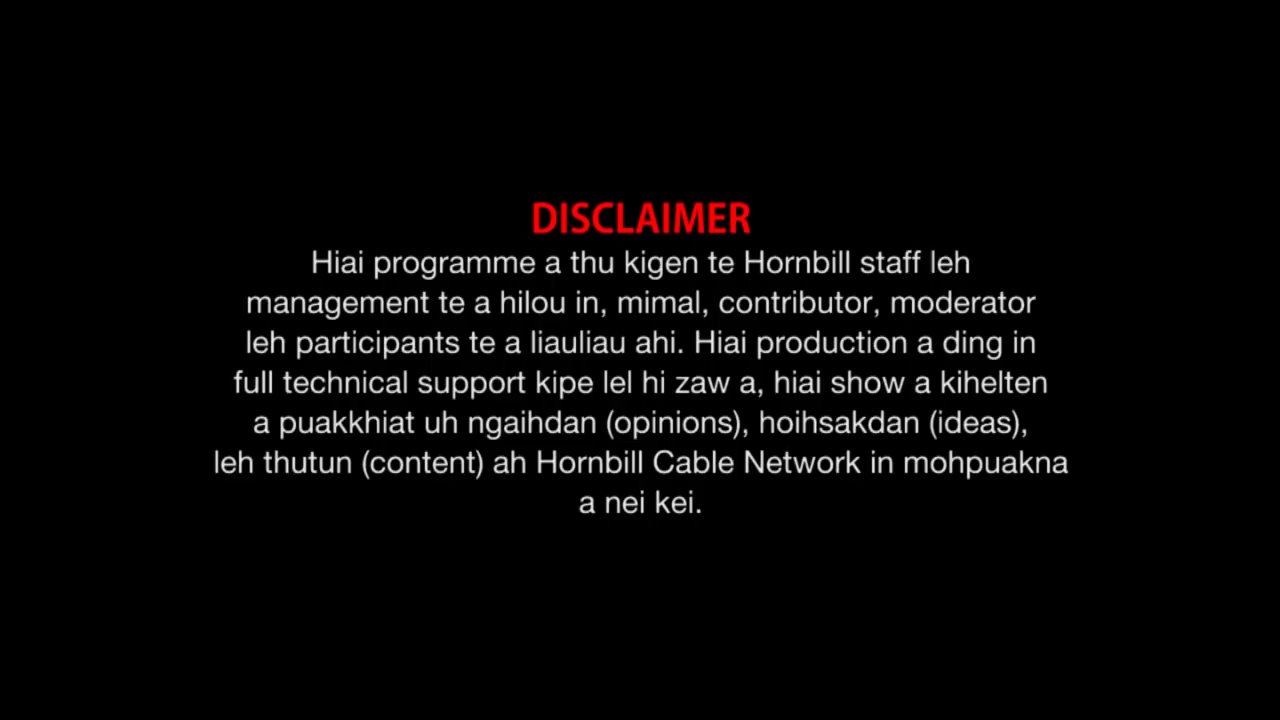 DISCLAIMER
Hiai programme a thu kigen te Hornbill staff leh
management te a hilou in, mimal, contributor, moderator
leh participants te a liauliau ahi. Hiai production a ding in
full technical support kipe lel hi zaw a, hiai show a kihelten
a puakkhiat uh ngaihdan (opinions), hoihsakdan (ideas),
leh thutun (content) ah Hornbill Cable Network in mohpuakna
a nei kei.